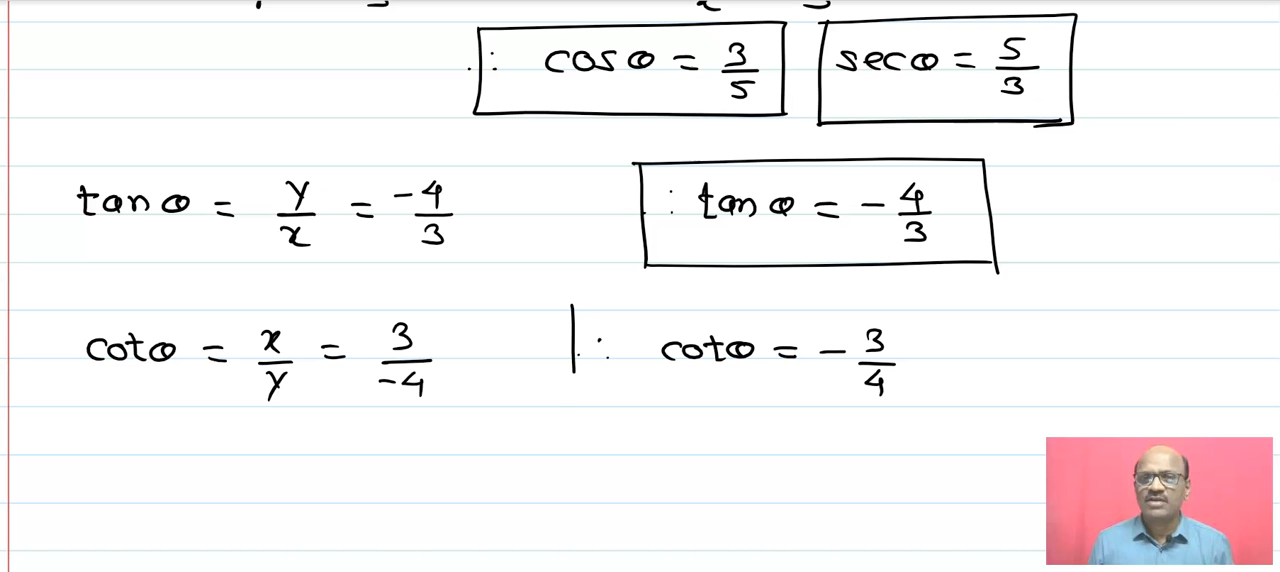 ∴ cosθ = 3/5 secθ = 5/3
tanθ = y/x = -4/3 ∴ tanθ = -4/3
cotθ = x/y = 3/-4 ∴ cotθ = -3/4